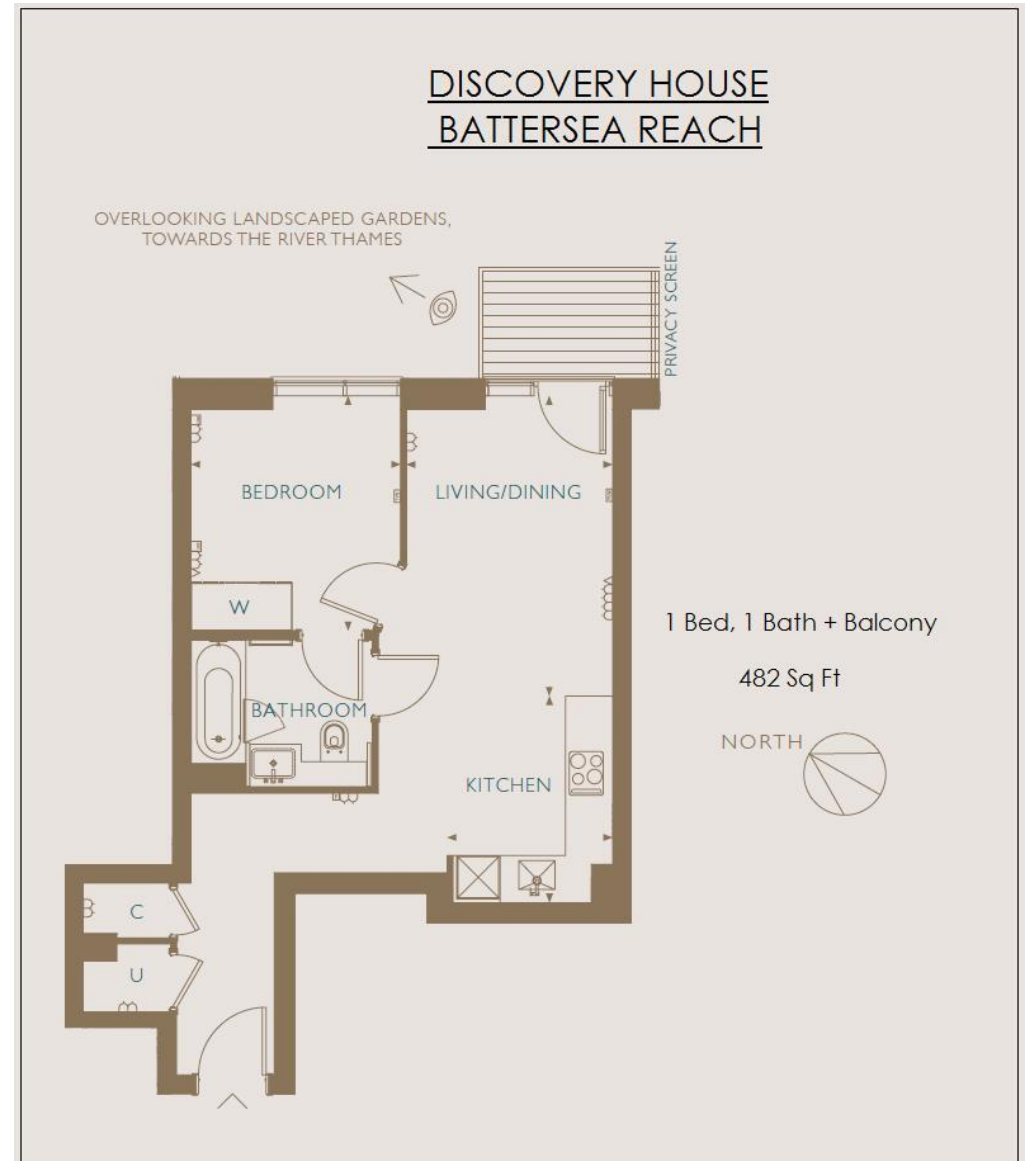 DISCOVERY HOUSE
BATTERSEA REACH
OVERLOOKING LANDSCAPED GARDENS,
TOWARDS THE RIVER THAMES
PRIVACY SCREEN
BEDROOM
LIVING/DINING
W
1 Bed, 1 Bath + Balcony
482 Sq Ft
BATHROOM
NORTH
KITCHEN
C
U